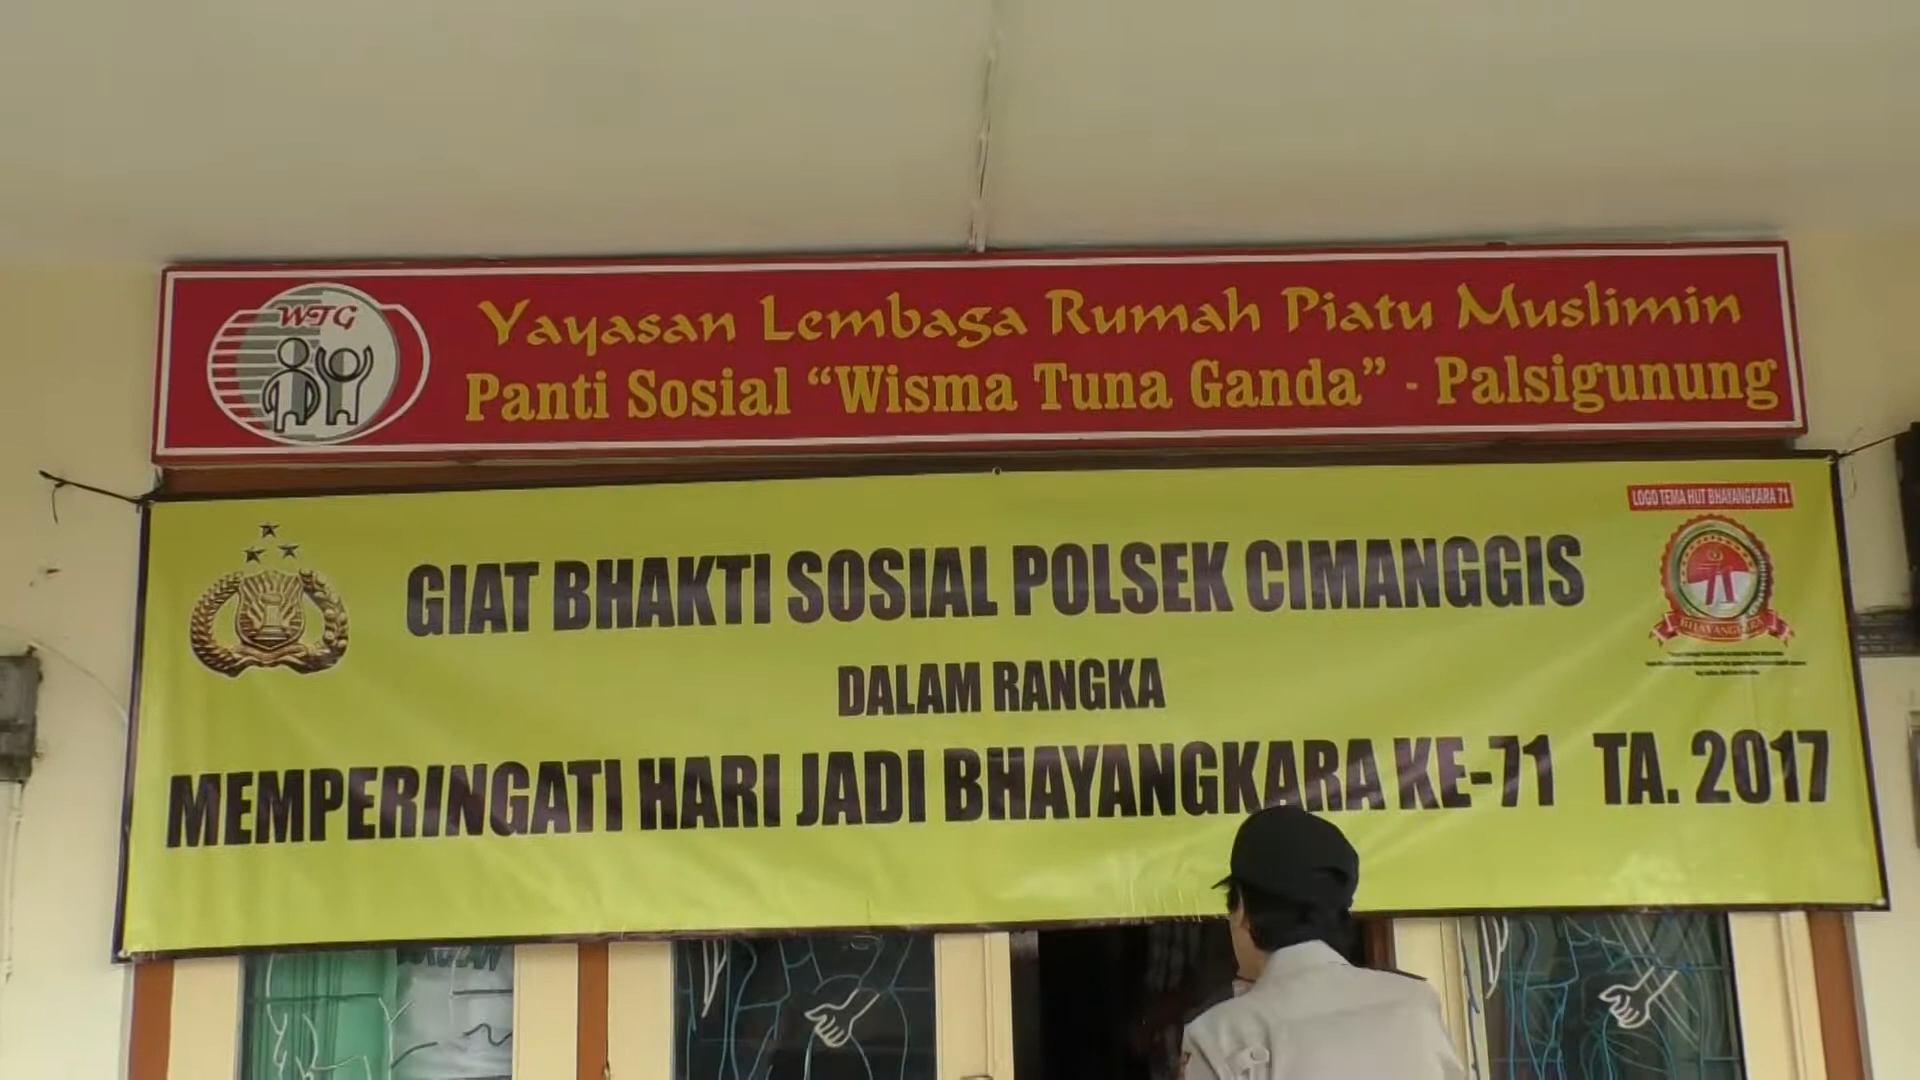 WTG
Yayasan Lembaga Rumah Piatu Muslimin
Panti Sosial “Wisma Tuna Ganda” - Palsigunung
LOGO TEMA HUT BHAYANGKARA 71
GIAT BHAKTI SOSIAL POLSEK CIMANGGIS
BHAYANGKARA
DALAM RANGKA
MEMPERINGATI HARI JADI BHAYANGKARA KE-71 TA. 2017